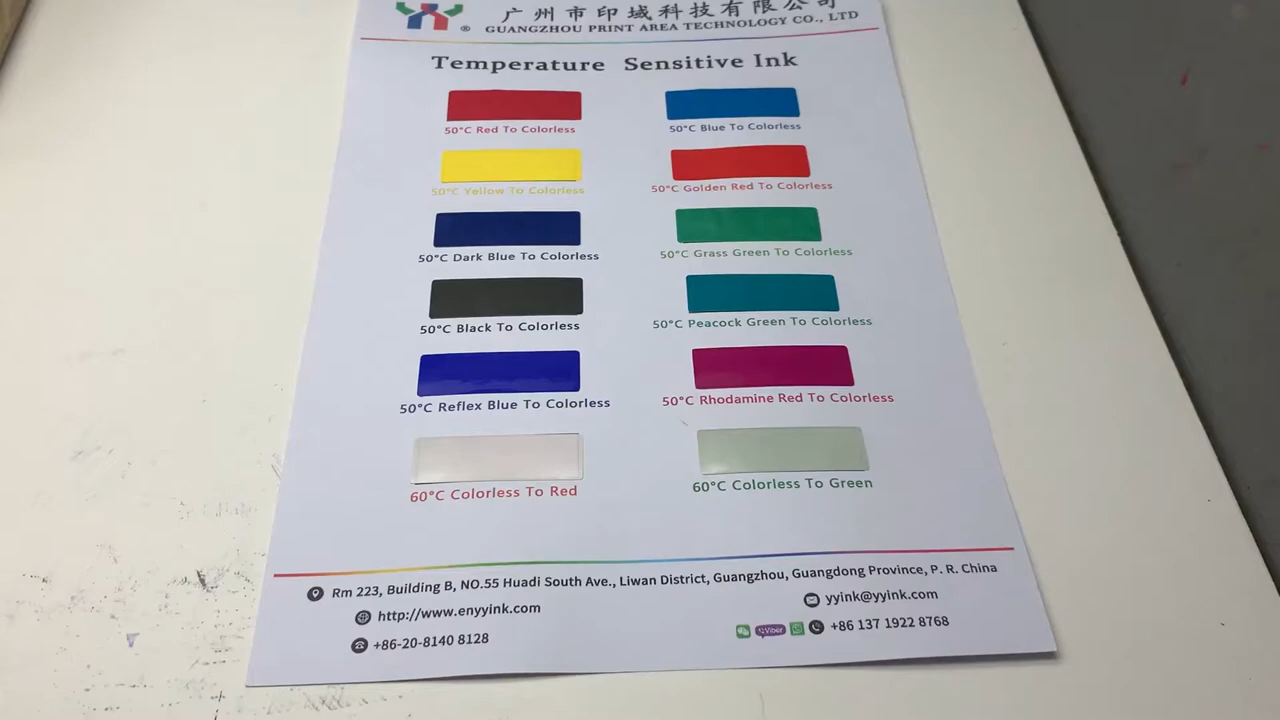 广州市印域科技有限公司
® GUANGZHOU PRINT AREA TECHNOLOGY CO., LTD
Temperature Sensitive Ink
50°C Red To Colorless
50°C Blue To Colorless
50°C Yellow To Colorless
50°C Golden Red To Colorless
50°C Dark Blue To Colorless
50°C Grass Green To Colorless
50°C Black To Colorless
50°C Peacock Green To Colorless
50°C Reflex Blue To Colorless
50°C Rhodamine Red To Colorless
60°C Colorless To Red
60°C Colorless To Green
Rm 223, Building B, NO.55 Huadi South Ave., Liwan District, Guangzhou, Guangdong Province, P. R. China
http://www.enyyink.com
yyink@yyink.com
+86-20-8140 8128
Viber +86 137 1922 8768